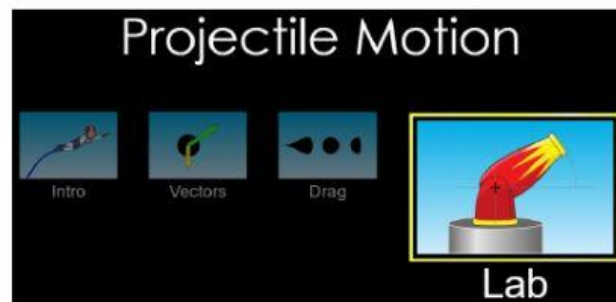 Projectile Motion
Intro
Vectors
Drag
Lab